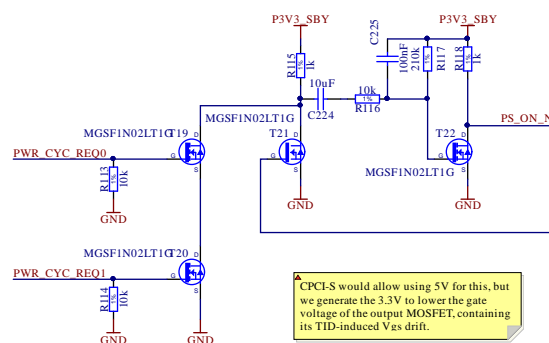 P3V3_SBY
P3V3_SBY
C225
100nF
R117
210k
R118
1k
R115
1k
10uF
C224
10k
1%
R116
MGSF1N02LT1G
T21
D
G
S
T22
D
G
S
MGSF1N02LT1G
PS_ON_N
GND
GND
MGSF1N02LT1G
T19
D
G
S
PWR_CYC_REQ0
R113
1%
10k
GND
MGSF1N02LT1G
T20
D
G
S
PWR_CYC_REQ1
R114
1%
10k
GND
GND
CPCI-S would allow using 5V for this, but
we generate the 3.3V to lower the gate
voltage of the output MOSFET, containing
its TID-induced Vgs drift.